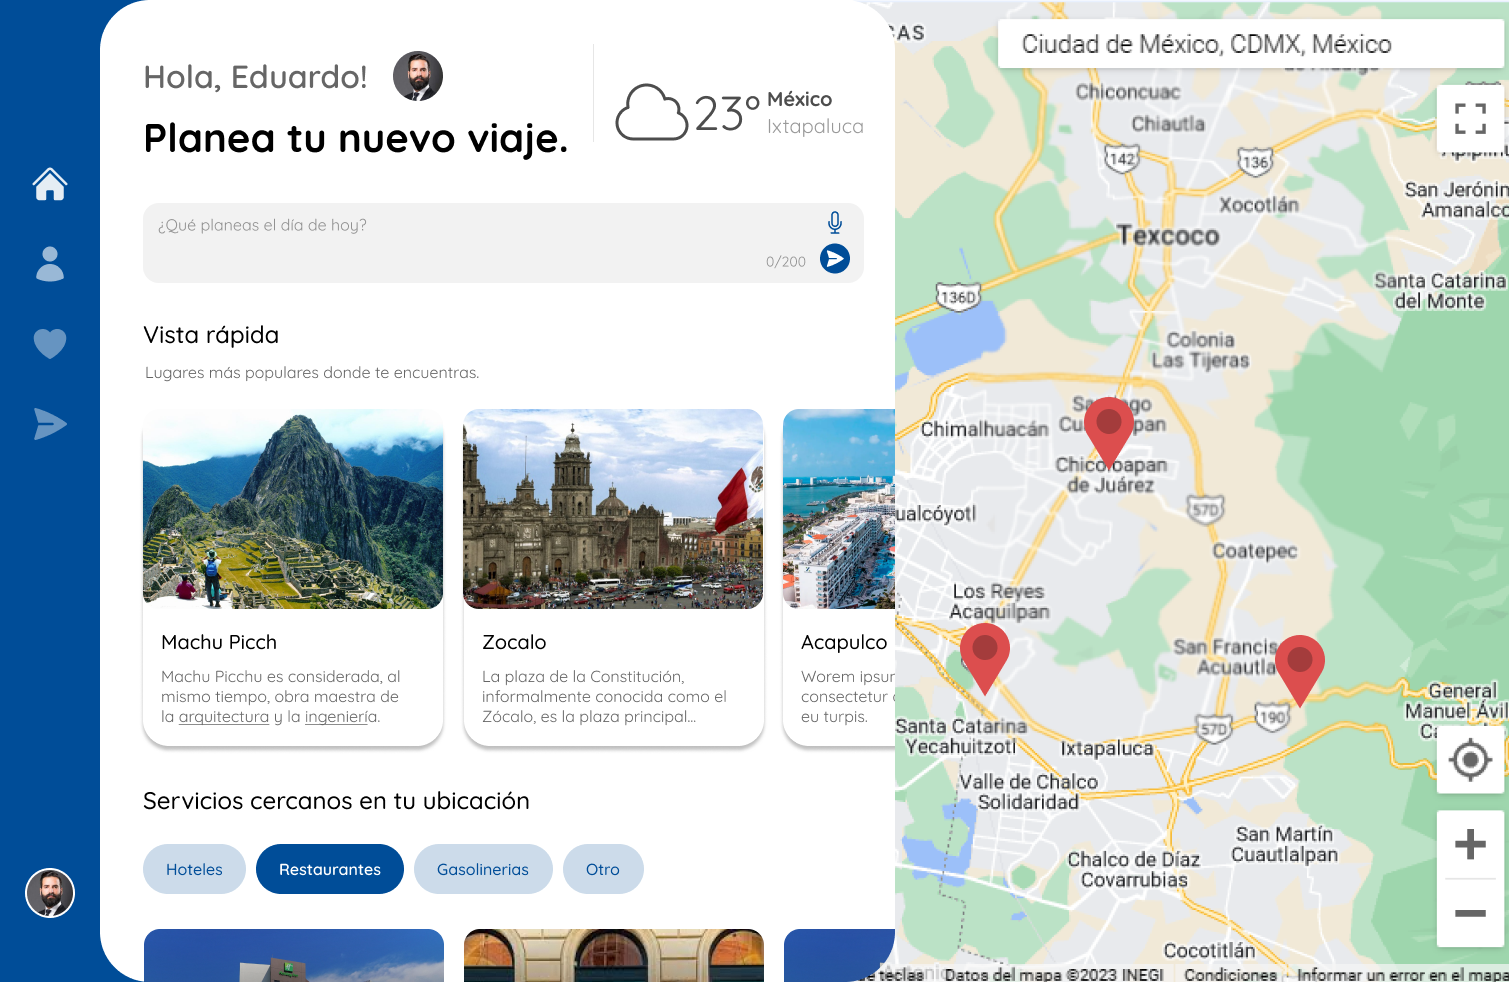 Hola, Eduardo!
Planea tu nuevo viaje.
23°
México
Ixtapaluca
¿Qué planeas el día de hoy?
0/200
Vista rápida
Lugares más populares donde te encuentras.
Machu Picch
Machu Picchu es considerada, al
mismo tiempo, obra maestra de
la arquitectura y la ingeniería.
Zocalo
La plaza de la Constitución,
informalmente conocida como el
Zócalo, es la plaza principal...
Acapulco
Worem ipsu
consectetur
eu turpis.
Servicios cercanos en tu ubicación
Hoteles
Restaurantes
Gasolinerias
Otro
Ciudad de México, CDMX, México
CAS
Chiconcuac
Chiautla
142
136
San Jerónim
Amanalco
Xocotlán
Texcoco
Santa Catarina
del Monte
136D
Colonia
Las Tijeras
Chimalhuacán
Chicoloapan
de Juárez
ualcóyotl
57D
Coatepec
Los Reyes
Acaquilpan
San Francis
Acuautla
General
Manuel Ávil
190
57D
Santa Catarina
Yecahuitzotl
Ixtapaluca
Valle de Chalco
Solidaridad
San Martín
Cuautlalpan
Chalco de Díaz
Covarrubias
Cocotitlán
de teclas
Datos del mapa ©2023 INEGI
Condiciones
Informar un error en el mapa